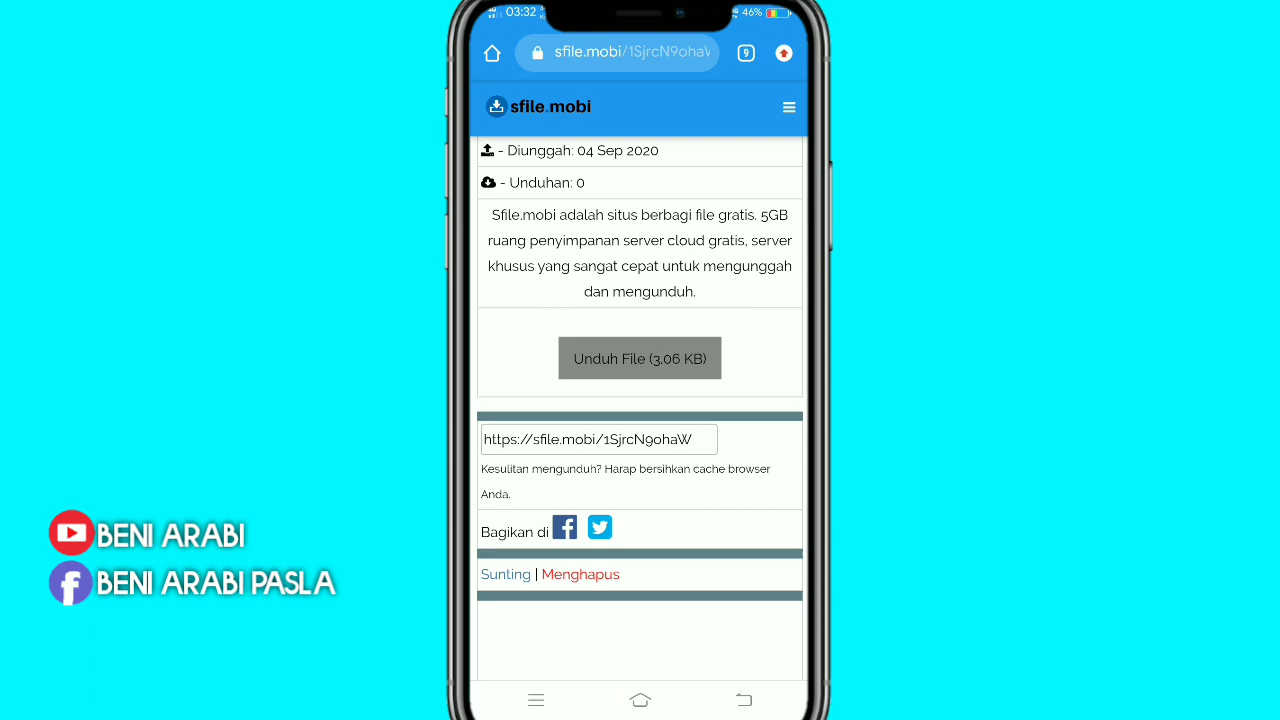 03:32
46%
sfile.mobi/1SjrcN9ohaW
9
sfile.mobi
- Diunggah: 04 Sep 2020
- Unduhan: 0
Sfile.mobi adalah situs berbagi file gratis. 5GB
ruang penyimpanan server cloud gratis, server
khusus yang sangat cepat untuk mengunggah
dan mengunduh.
Unduh File (3.06 KB)
https://sfile.mobi/1SjrcN9ohaW
Kesulitan mengunduh? Harap bersihkan cache browser
Anda.
Bagikan di
Sunting | Menghapus
BENI ARABI
BENI ARABI PASLA